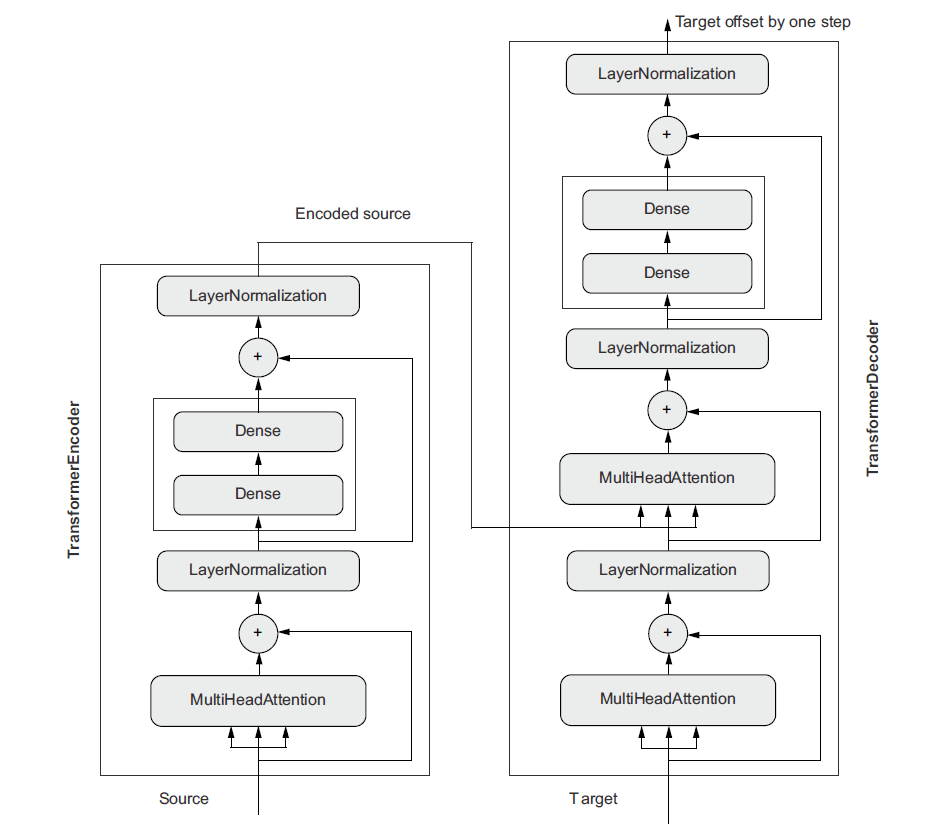 Target offset by one step
LayerNormalization
+
Dense
Dense
LayerNormalization
+
MultiHeadAttention
LayerNormalization
+
MultiHeadAttention
Target
TransformerDecoder
Encoded source
LayerNormalization
+
Dense
Dense
LayerNormalization
+
MultiHeadAttention
Source
TransformerEncoder